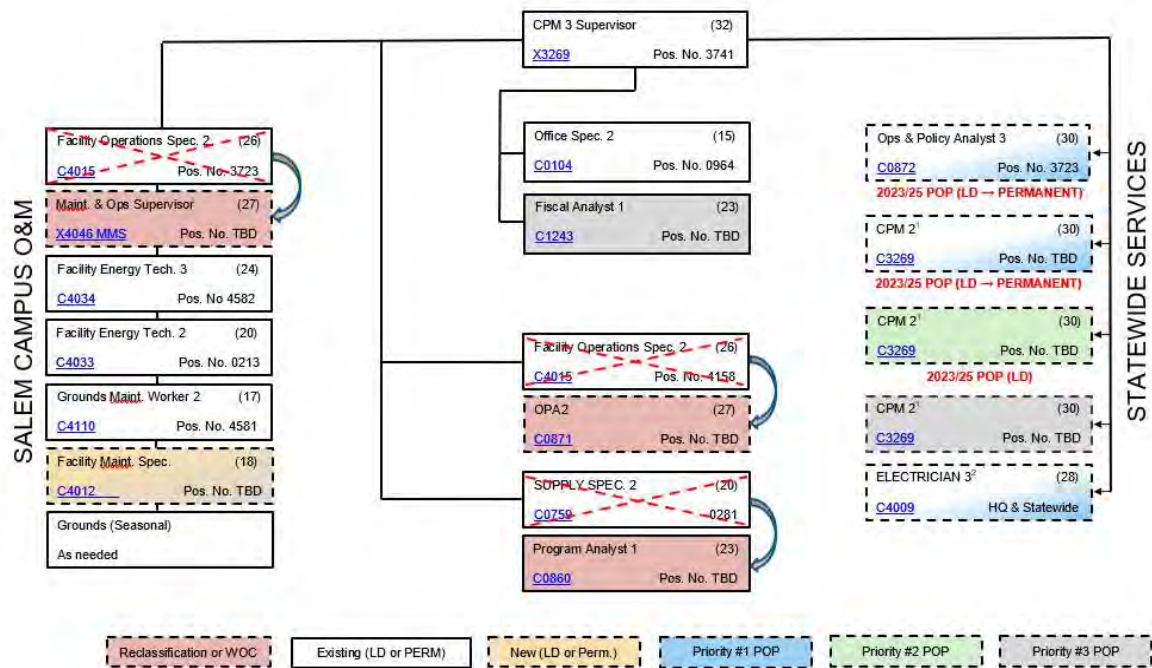 CPM 3 Supervisor (32)
X3269 Pos. No. 3741
SALEM CAMPUS O&M
Facility Operations Spec. 2 (26)
C4015 Pos. No. 3723
Maint. & Ops Supervisor (27)
X4046 MMS Pos. No. TBD
Facility Energy Tech. 3 (24)
C4034 Pos. No 4582
Facility Energy Tech. 2 (20)
C4033 Pos. No. 0213
Grounds Maint. Worker 2 (17)
C4110 Pos. No. 4581
Facility Maint. Spec. (18)
C4012 Pos. No. TBD
Grounds (Seasonal)
As needed
Office Spec. 2 (15)
C0104 Pos. No. 0964
Fiscal Analyst 1 (23)
C1243 Pos. No. TBD
Facility Operations Spec. 2 (26)
C4015 Pos. No. 4158
OPA2 (27)
C0871 Pos. No. TBD
SUPPLY SPEC. 2 (20)
C0759 0281
Program Analyst 1 (23)
C0860 Pos. No. TBD
STATEWIDE SERVICES
Ops & Policy Analyst 3 (30)
C0872 Pos. No. 3723
2023/25 POP (LD → PERMANENT)
CPM 2¹ (30)
C3269 Pos. No. TBD
2023/25 POP (LD → PERMANENT)
CPM 2¹ (30)
C3269 Pos. No. TBD
2023/25 POP (LD)
CPM 2¹ (30)
C3269 Pos. No. TBD
ELECTRICIAN 3² (28)
C4009 HQ & Statewide
Reclassification or WOC
Existing (LD or PERM)
New (LD or Perm.)
Priority #1 POP
Priority #2 POP
Priority #3 POP